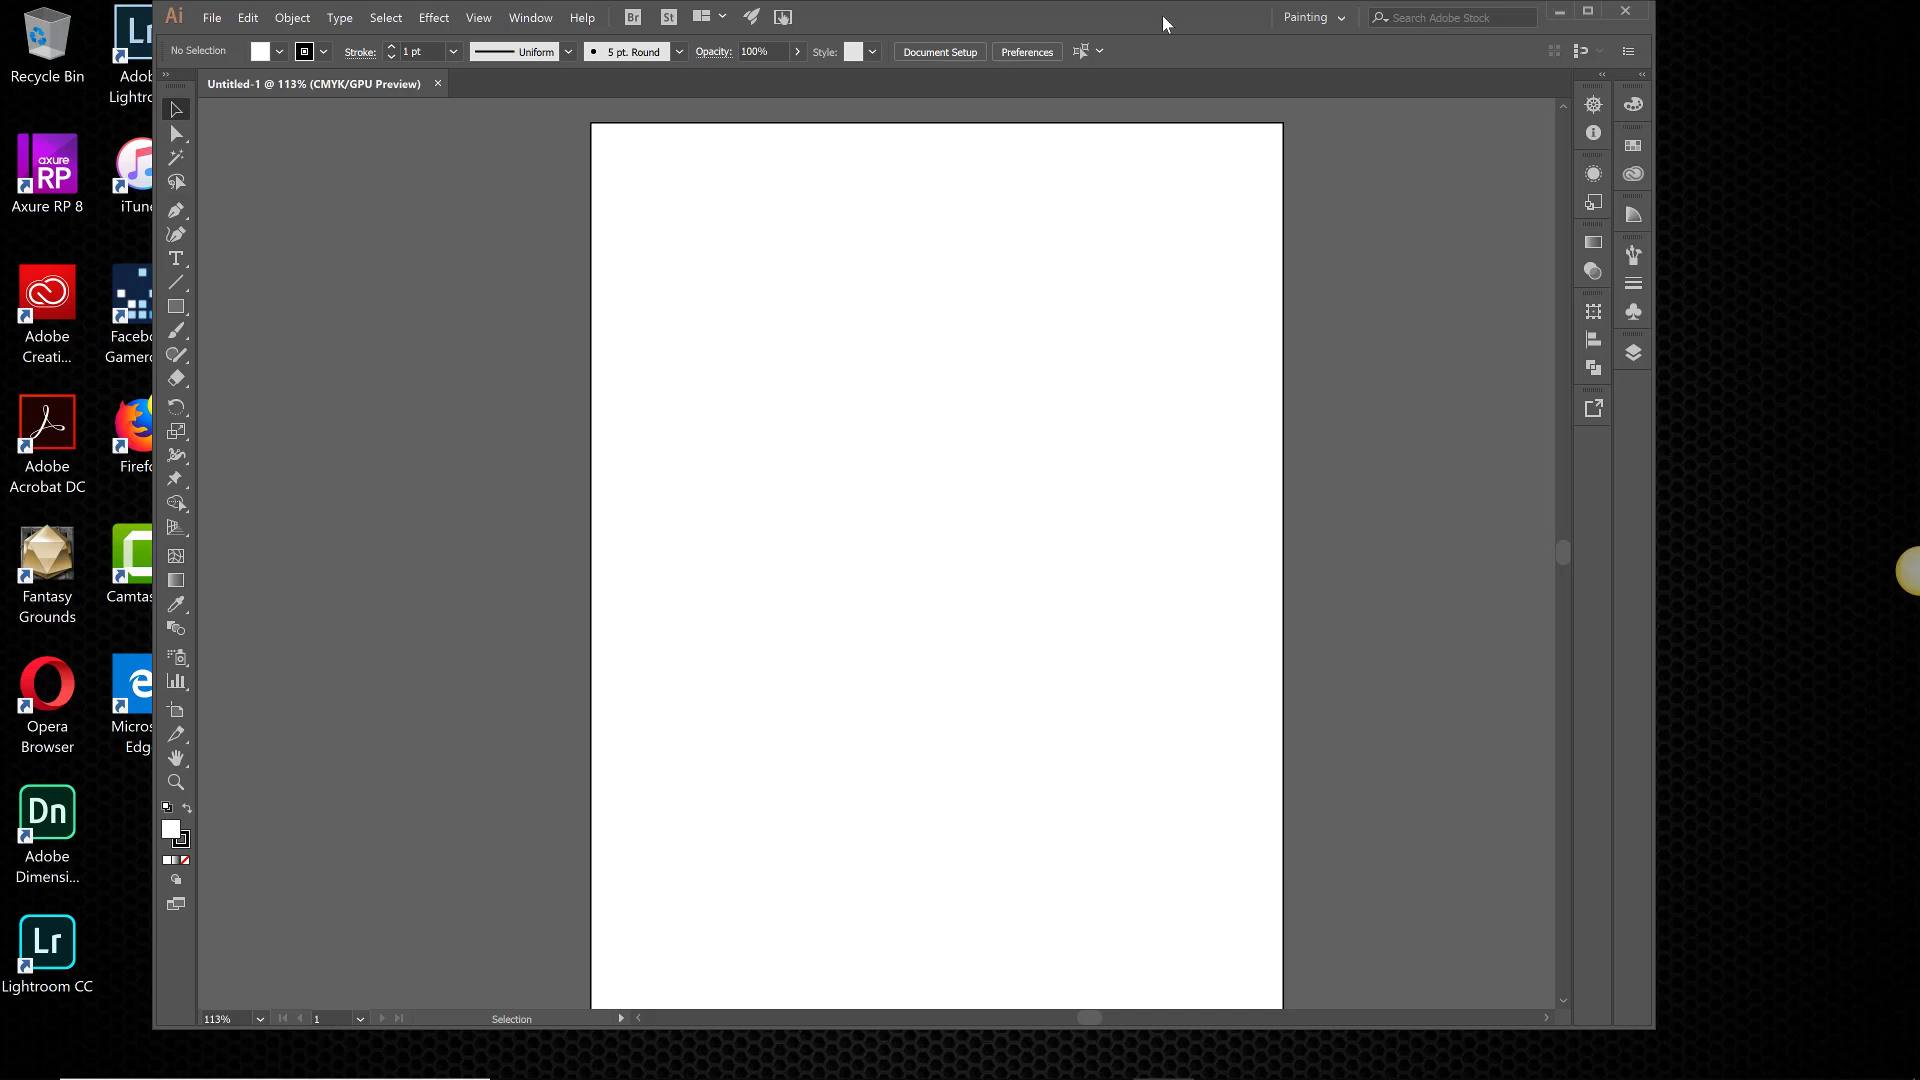 Ai File Edit Object Type Select Effect View Window Help Br St Painting Search Adobe Stock
No Selection Stroke: 1 pt Uniform 5 pt. Round Opacity: 100% Style: Document Setup Preferences
Untitled-1 @ 113% (CMYK/GPU Preview)
Recycle Bin
Adob
Lightro
axure
RP
Axure RP 8
iTune
Adobe
Creati...
Facebo
Gamero
Adobe
Acrobat DC
Firefo
Fantasy
Grounds
Camtas
Opera
Browser
Micros
Edg
Dn
Adobe
Dimensi...
Lr
Lightroom CC
113% 1 Selection